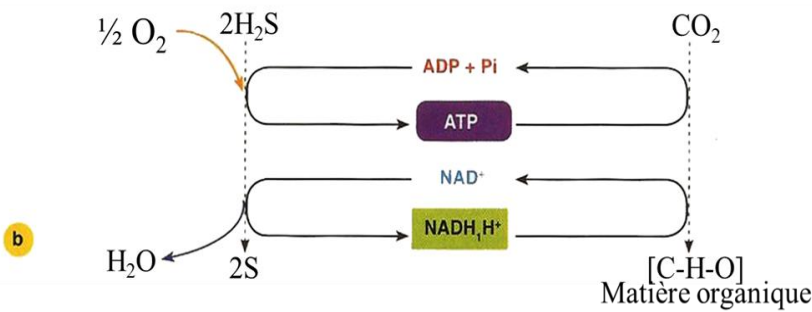 ½ O₂
2H₂S
CO₂
ADP + Pi
ATP
NAD⁺
NADH,H⁺
b
H₂O
2S
[C-H-O]
Matière organique